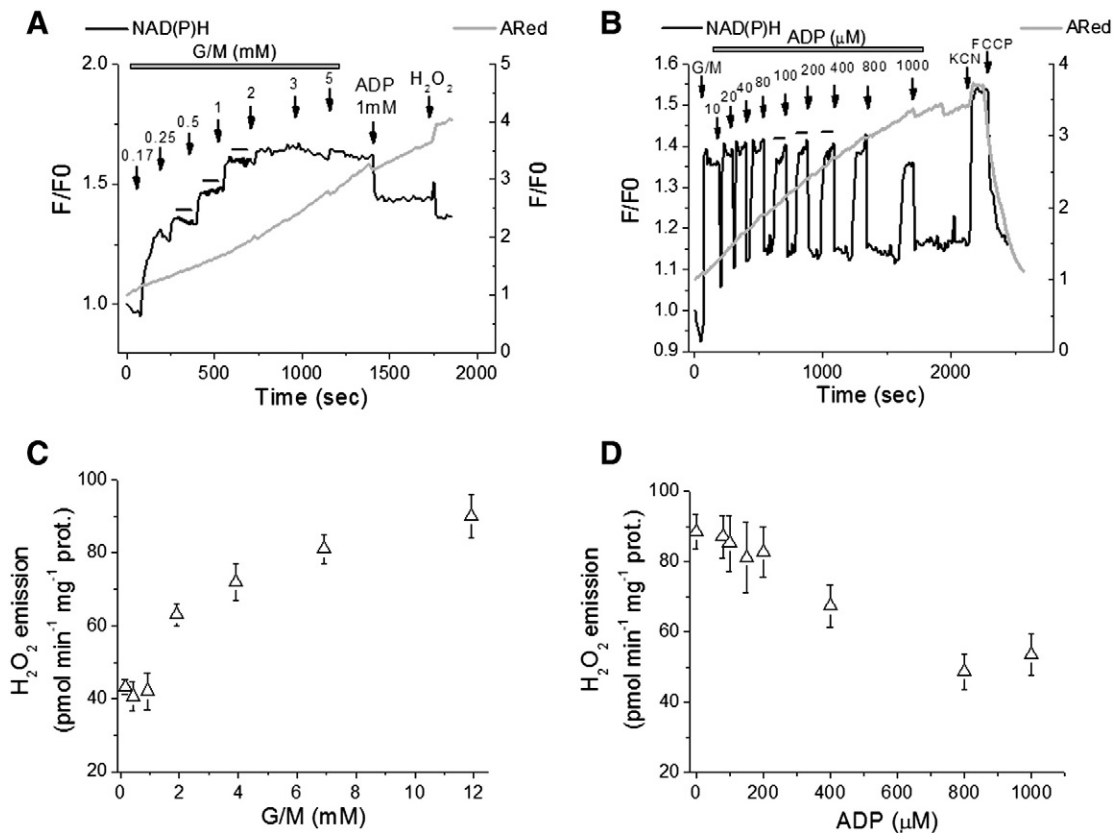 A
NAD(P)H
ARed
G/M (mM)
2.0
1.5
1.0
5
4
3
2
1
0
0.17
0.25
0.5
1
2
3
5
ADP
1mM
H₂O₂
F/F0
F/F0
0 500 1000 1500 2000
Time (sec)
B
NAD(P)H
ARed
ADP (µM)
G/M
10
20
40
80
100
200
400
800
1000
KCN
FCCP
1.6
1.5
1.4
1.3
1.2
1.1
1.0
0.9
4
3
2
1
0
F/F0
F/F0
0 1000 2000
Time (sec)
C
H₂O₂ emission
(pmol min⁻¹ mg⁻¹ prot.)
100
80
60
40
20
0 2 4 6 8 10 12
G/M (mM)
D
H₂O₂ emission
(pmol min⁻¹ mg⁻¹ prot.)
100
80
60
40
20
0 200 400 600 800 1000
ADP (µM)